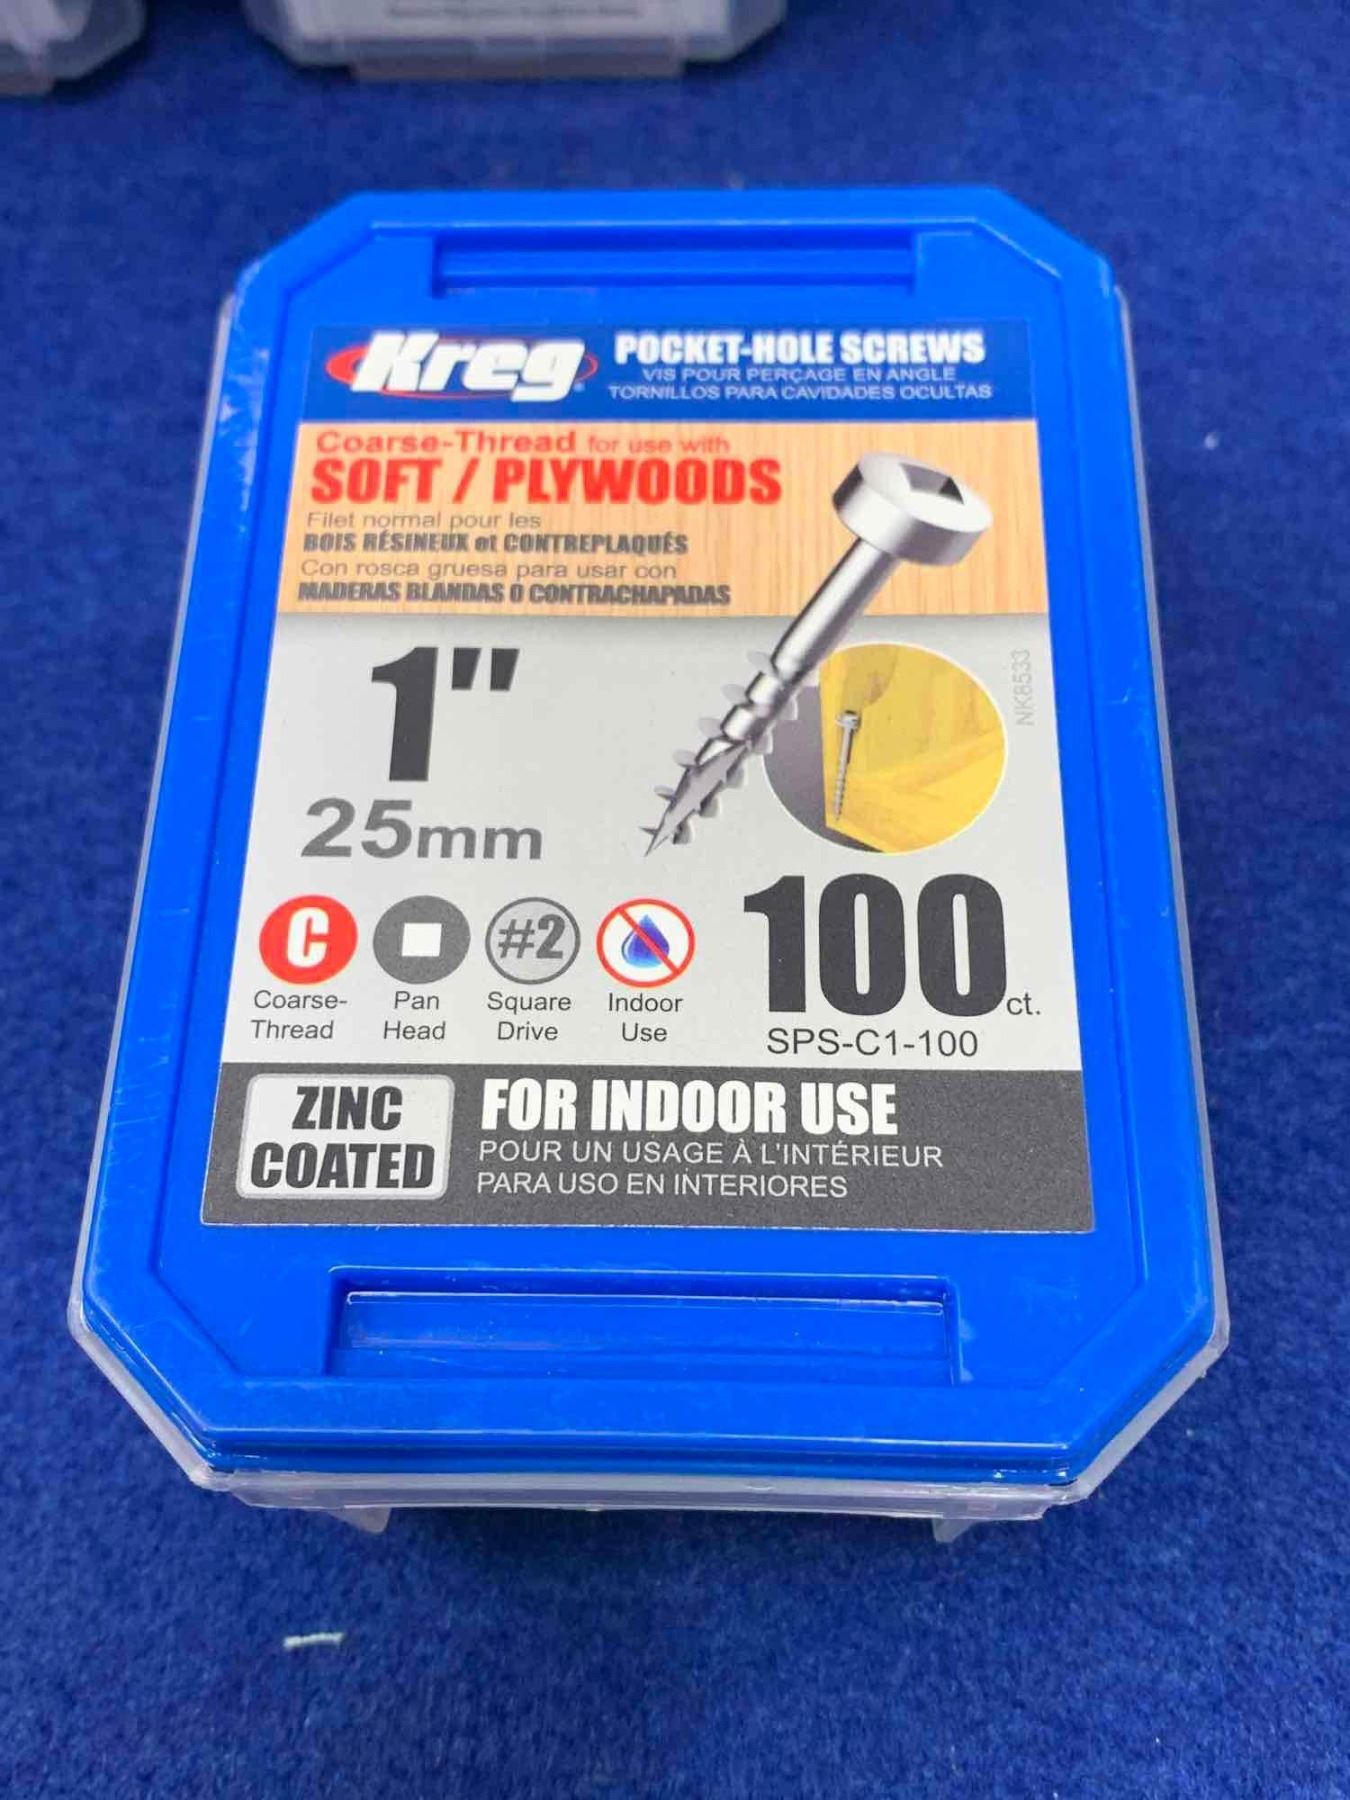 Kreg
POCKET-HOLE SCREWS
VIS POUR PERÇAGE EN ANGLE
TORNILLOS PARA CAVIDADES OCULTAS
Coarse-Thread for use with
SOFT / PLYWOODS
Filet normal pour les
BOIS RÉSINEUX et CONTREPLAQUÉS
Con rosca gruesa para usar con
MADERAS BLANDAS O CONTRACHAPADAS
1"
25mm
NK8533
C
Coarse-
Thread
Pan
Head
#2
Square
Drive
Indoor
Use
100 ct.
SPS-C1-100
ZINC
COATED
FOR INDOOR USE
POUR UN USAGE À L'INTÉRIEUR
PARA USO EN INTERIORES